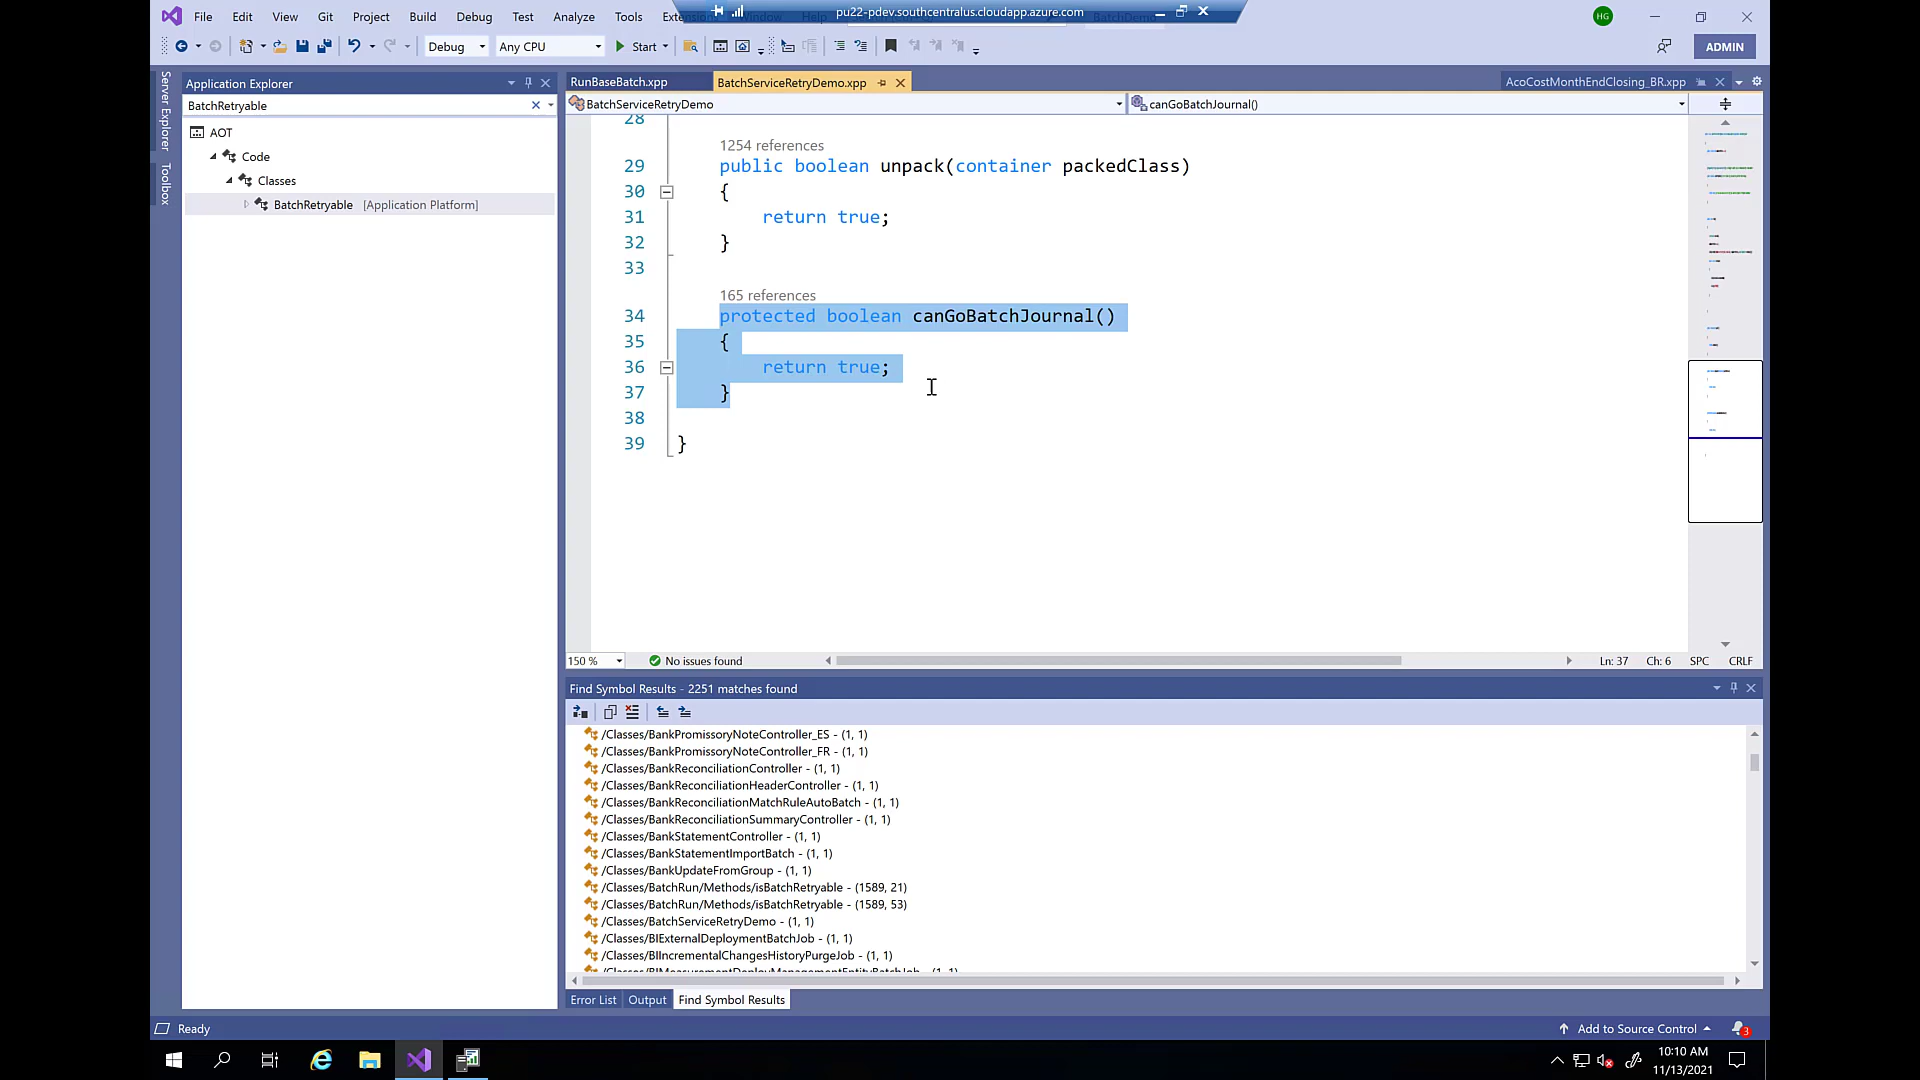 pu22-pdev.southcentralus.cloudapp.azure.com
File Edit View Git Project Build Debug Test Analyze Tools
HG
Debug Any CPU Start
ADMIN
Server Explorer
Toolbox
Application Explorer
BatchRetryable
AOT
Code
Classes
BatchRetryable [Application Platform]
RunBaseBatch.xpp BatchServiceRetryDemo.xpp AcoCostMonthEndClosing_BR.xpp
BatchServiceRetryDemo canGoBatchJournal()
28
1254 references
29 public boolean unpack(container packedClass)
30 {
31 return true;
32 }
33
165 references
34 protected boolean canGoBatchJournal()
35 {
36 return true;
37 }
38
39 }
150 % No issues found Ln: 37 Ch: 6 SPC CRLF
Find Symbol Results - 2251 matches found
/Classes/BankPromissoryNoteController_ES - (1, 1)
/Classes/BankPromissoryNoteController_FR - (1, 1)
/Classes/BankReconciliationController - (1, 1)
/Classes/BankReconciliationHeaderController - (1, 1)
/Classes/BankReconciliationMatchRuleAutoBatch - (1, 1)
/Classes/BankReconciliationSummaryController - (1, 1)
/Classes/BankStatementController - (1, 1)
/Classes/BankStatementImportBatch - (1, 1)
/Classes/BankUpdateFromGroup - (1, 1)
/Classes/BatchRun/Methods/isBatchRetryable - (1589, 21)
/Classes/BatchRun/Methods/isBatchRetryable - (1589, 53)
/Classes/BatchServiceRetryDemo - (1, 1)
/Classes/BIExternalDeploymentBatchJob - (1, 1)
/Classes/BIIncrementalChangesHistoryPurgeJob - (1, 1)
/Classes/BIMeasurementDeployManagementEntityBatchJob - (1, 1)
Error List Output Find Symbol Results
Ready Add to Source Control 3
10:10 AM
11/13/2021